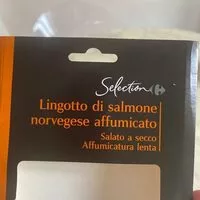 Selection
Lingotto di salmone
norvegese affumicato
Salato a secco
Affumicatura lenta